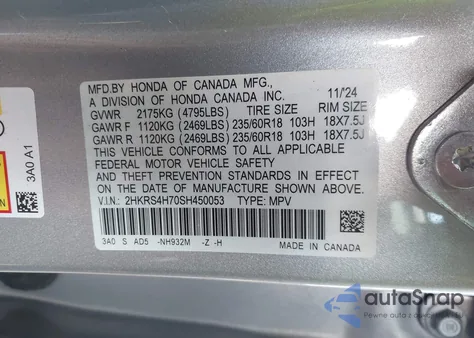 MFD.BY HONDA OF CANADA MFG.,
A DIVISION OF HONDA CANADA INC. 11/'24
GVWR 2175KG (4795LBS) TIRE SIZE RIM SIZE
GAWR F 1120KG (2469LBS) 235/60R18 103H 18X7.5J
GAWR R 1120KG (2469LBS) 235/60R18 103H 18X7.5J
THIS VEHICLE CONFORMS TO ALL APPLICABLE
FEDERAL MOTOR VEHICLE SAFETY
AND THEFT PREVENTION STANDARDS IN EFFECT
ON THE DATE OF MANUFACTURE SHOWN ABOVE.
V.I.N.: 2HKRS4H70SH450053 TYPE: MPV
3A0 S AD5 -NH932M -Z -H
MADE IN CANADA
3A0 A1
autoSnap
Pewne auto z USA